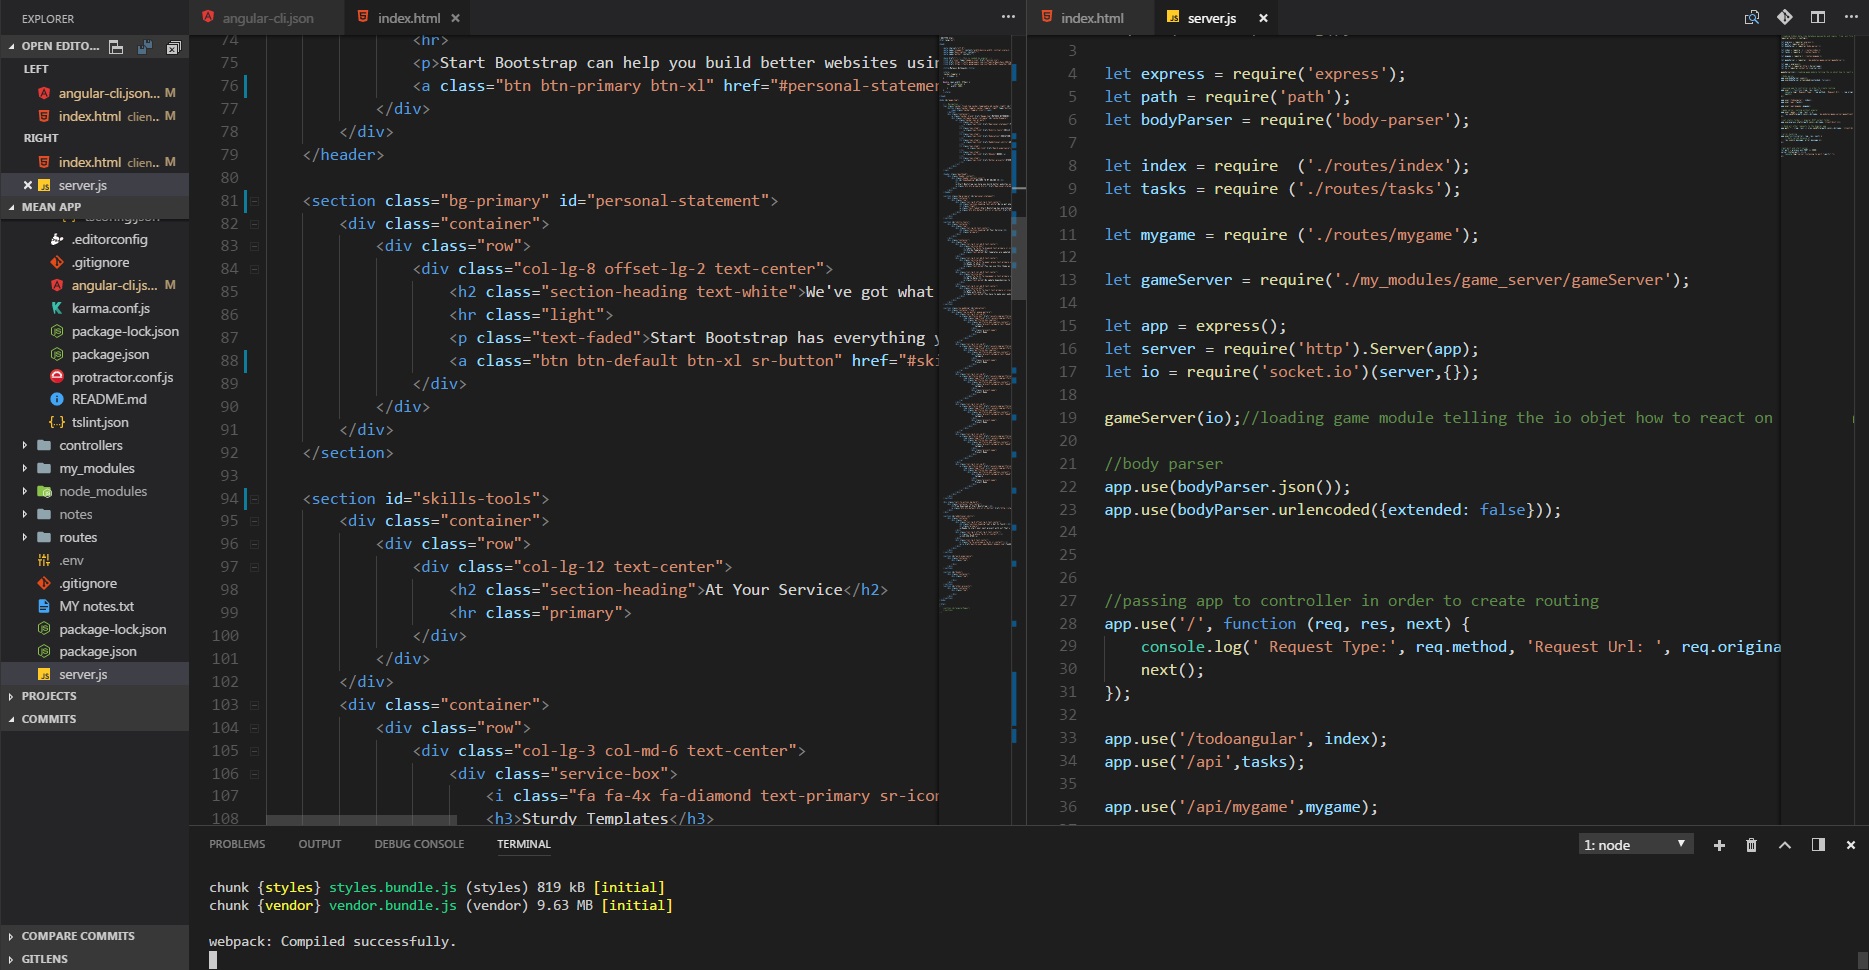 EXPLORER
OPEN EDITO...
LEFT
angular-cli.json... M
index.html clien.. M
RIGHT
index.html clien.. M
server.js
MEAN APP
tsconfig.json
.editorconfig
.gitignore
angular-cli.js... M
karma.conf.js
package-lock.json
package.json
protractor.conf.js
README.md
tslint.json
controllers
my_modules
node_modules
notes
routes
.env
.gitignore
MY notes.txt
package-lock.json
package.json
server.js
PROJECTS
COMMITS
COMPARE COMMITS
GITLENS
angular-cli.json
index.html
74 <hr>
75 <p>Start Bootstrap can help you build better websites usin
76 <a class="btn btn-primary btn-xl" href="#personal-statemen
77 </div>
78 </div>
79 </header>
80
81 <section class="bg-primary" id="personal-statement">
82 <div class="container">
83 <div class="row">
84 <div class="col-lg-8 offset-lg-2 text-center">
85 <h2 class="section-heading text-white">We've got what
86 <hr class="light">
87 <p class="text-faded">Start Bootstrap has everything y
88 <a class="btn btn-default btn-xl sr-button" href="#ski
89 </div>
90 </div>
91 </div>
92 </section>
93
94 <section id="skills-tools">
95 <div class="container">
96 <div class="row">
97 <div class="col-lg-12 text-center">
98 <h2 class="section-heading">At Your Service</h2>
99 <hr class="primary">
100 </div>
101 </div>
102 </div>
103 <div class="container">
104 <div class="row">
105 <div class="col-lg-3 col-md-6 text-center">
106 <div class="service-box">
107 <i class="fa fa-4x fa-diamond text-primary sr-icon
108 <h3>Sturdy Templates</h3>
index.html
server.js
3
4 let express = require('express');
5 let path = require('path');
6 let bodyParser = require('body-parser');
7
8 let index = require  ('./routes/index');
9 let tasks = require ('./routes/tasks');
10
11 let mygame = require ('./routes/mygame');
12
13 let gameServer = require('./my_modules/game_server/gameServer');
14
15 let app = express();
16 let server = require('http').Server(app);
17 let io = require('socket.io')(server,{});
18
19 gameServer(io);//loading game module telling the io objet how to react on
20
21 //body parser
22 app.use(bodyParser.json());
23 app.use(bodyParser.urlencoded({extended: false}));
24
25
26
27 //passing app to controller in order to create routing
28 app.use('/', function (req, res, next) {
29 console.log(' Request Type:', req.method, 'Request Url: ', req.origina
30 next();
31 });
32
33 app.use('/todoangular', index);
34 app.use('/api',tasks);
35
36 app.use('/api/mygame',mygame);
PROBLEMS OUTPUT DEBUG CONSOLE TERMINAL
1: node
chunk {styles} styles.bundle.js (styles) 819 kB [initial]
chunk {vendor} vendor.bundle.js (vendor) 9.63 MB [initial]
webpack: Compiled successfully.